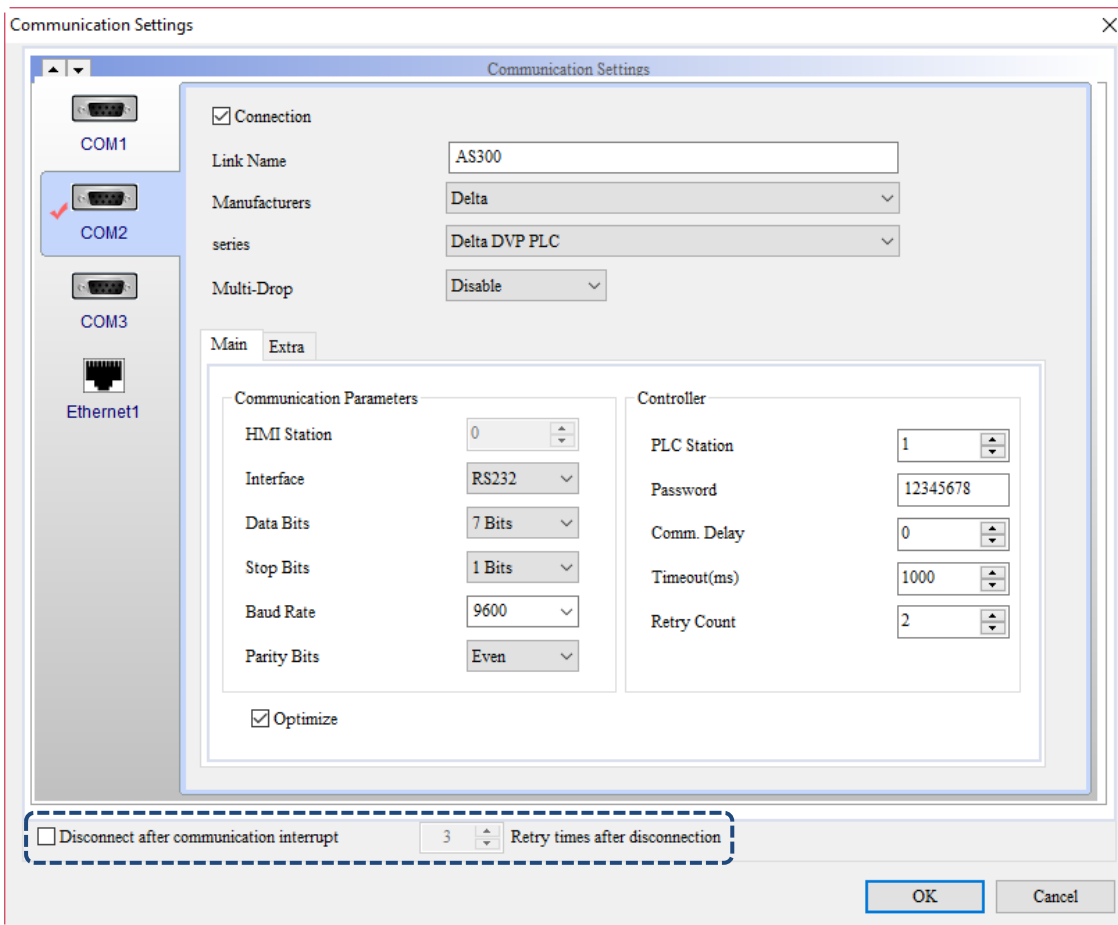 Communication Settings
Communication Settings
COM1
COM2
COM3
Ethernet1
Connection
Link Name AS300
Manufacturers Delta
series Delta DVP PLC
Multi-Drop Disable
Main Extra
Communication Parameters
HMI Station 0
Interface RS232
Data Bits 7 Bits
Stop Bits 1 Bits
Baud Rate 9600
Parity Bits Even
Controller
PLC Station 1
Password 12345678
Comm. Delay 0
Timeout(ms) 1000
Retry Count 2
Optimize
Disconnect after communication interrupt 3 Retry times after disconnection
OK Cancel